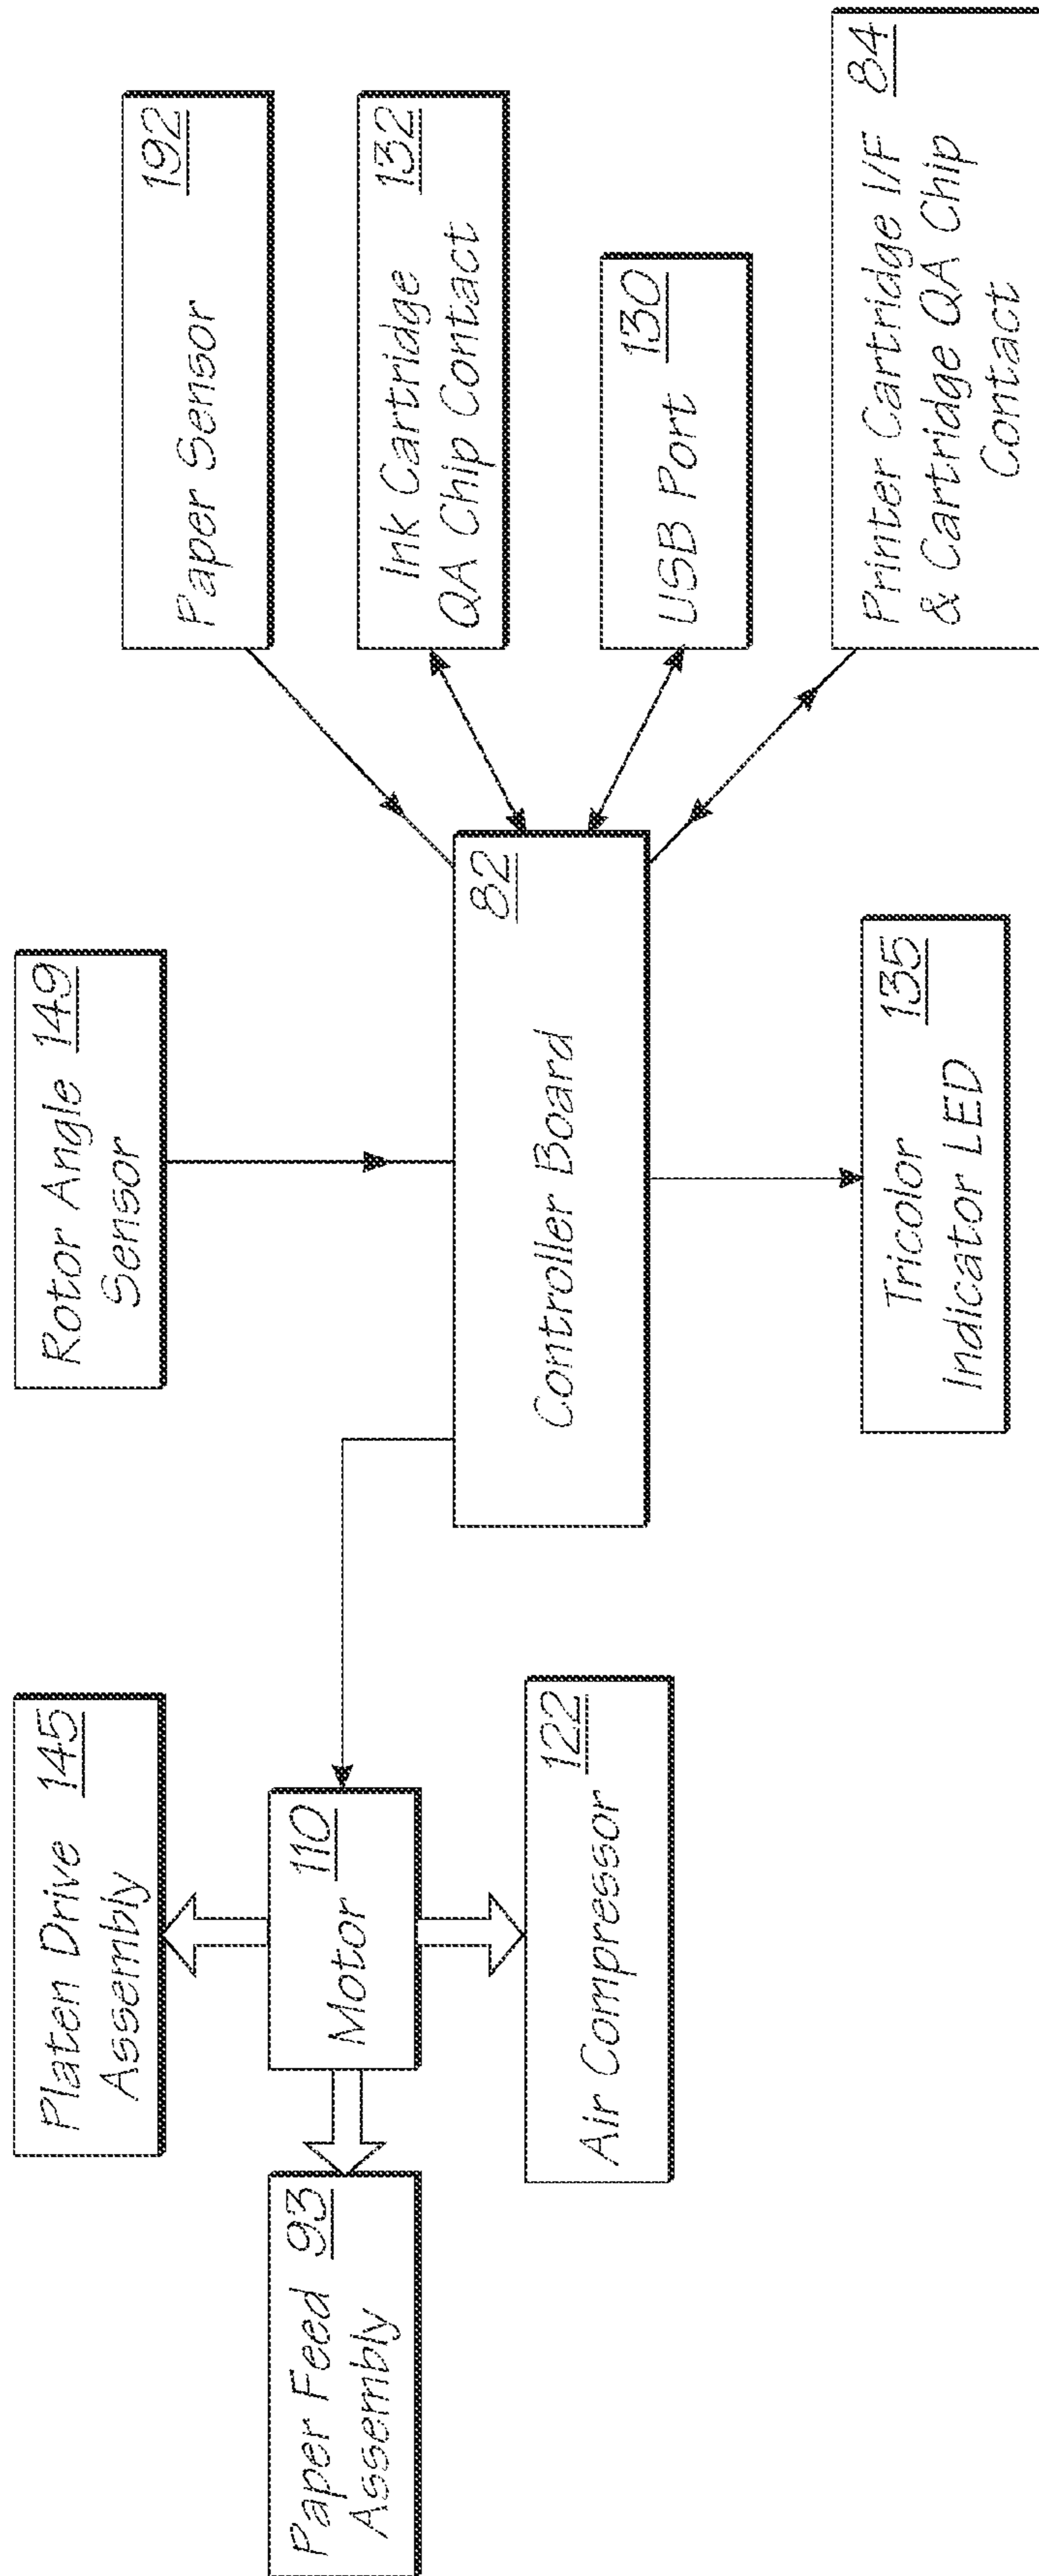 Platen Drive 145
Assembly
Rotor Angle 149
Sensor
Paper Sensor 192
Paper Feed 93
Assembly
Motor 110
Ink Cartridge 132
QA Chip Contact
Controller Board 82
Air Compressor 122
USB Port 130
Tricolor 135
Indicator LED
Printer Cartridge I/F 84
& Cartridge QA Chip
Contact